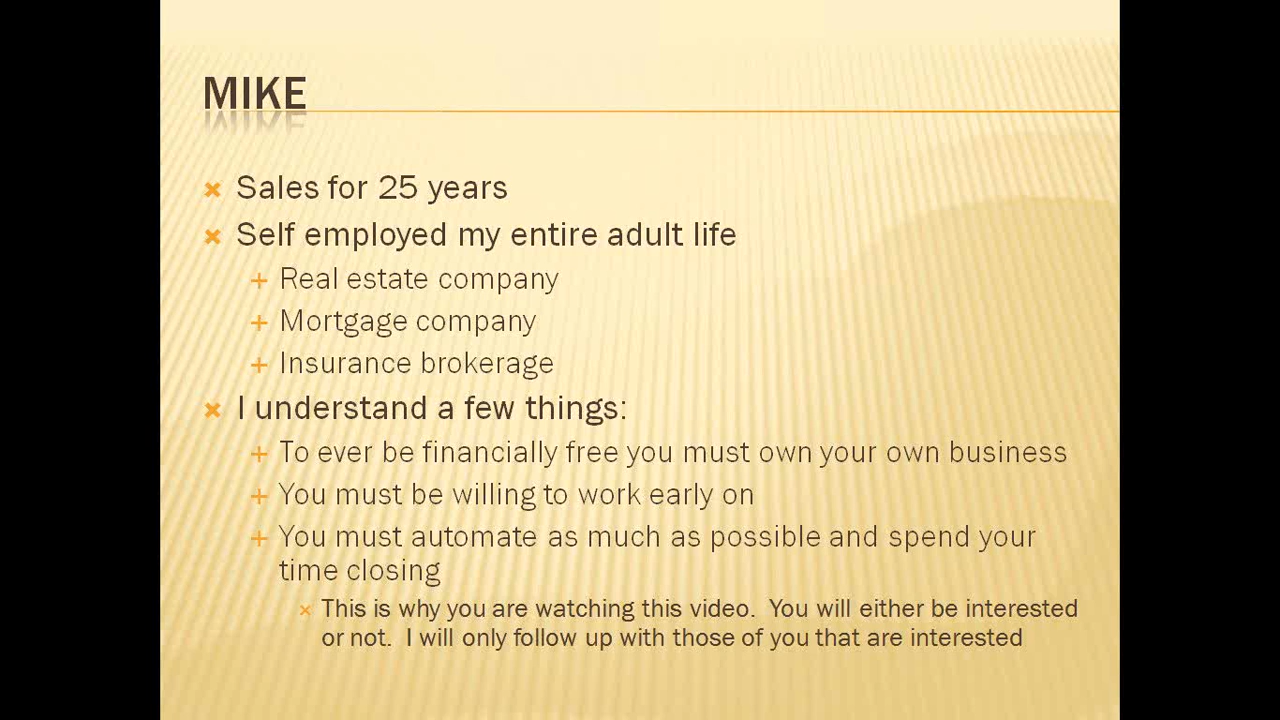 MIKE
Sales for 25 years
Self employed my entire adult life
Real estate company
Mortgage company
Insurance brokerage
I understand a few things:
To ever be financially free you must own your own business
You must be willing to work early on
You must automate as much as possible and spend your
time closing
This is why you are watching this video.  You will either be interested
or not.  I will only follow up with those of you that are interested